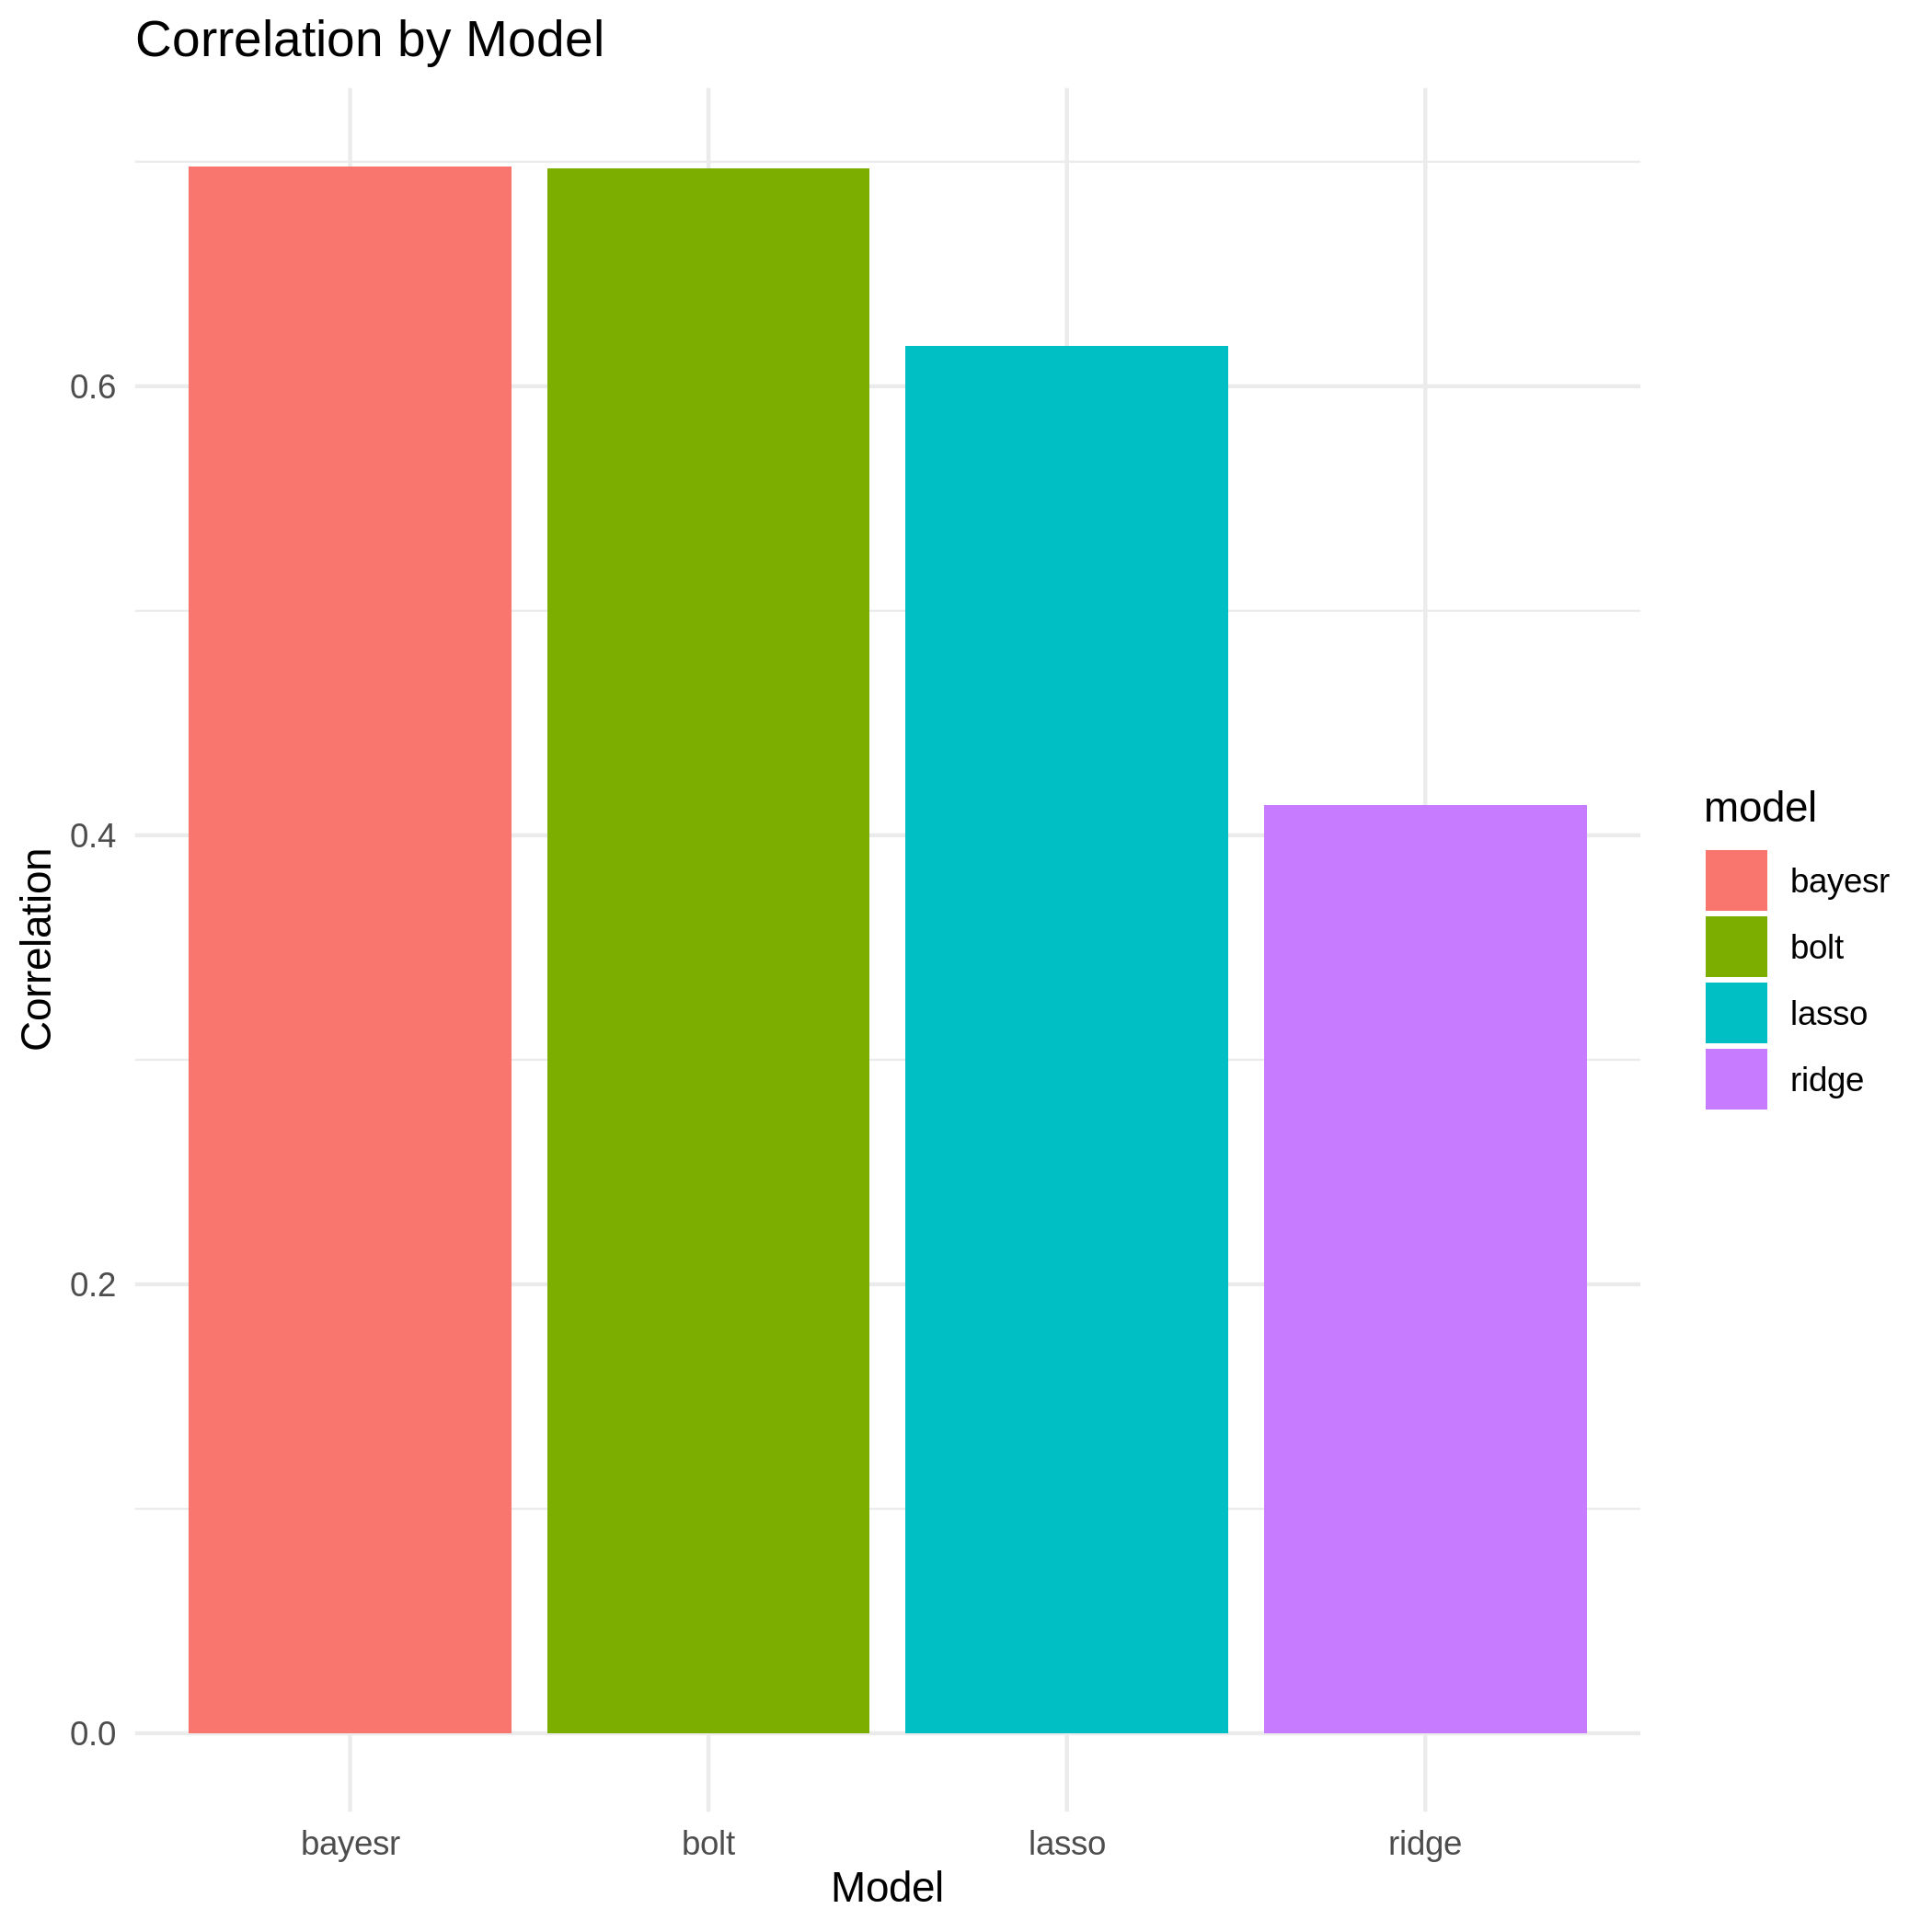 Correlation by Model
Correlation
0.6
0.4
0.2
0.0
bayesr
bolt
lasso
ridge
Model
model
bayesr
bolt
lasso
ridge